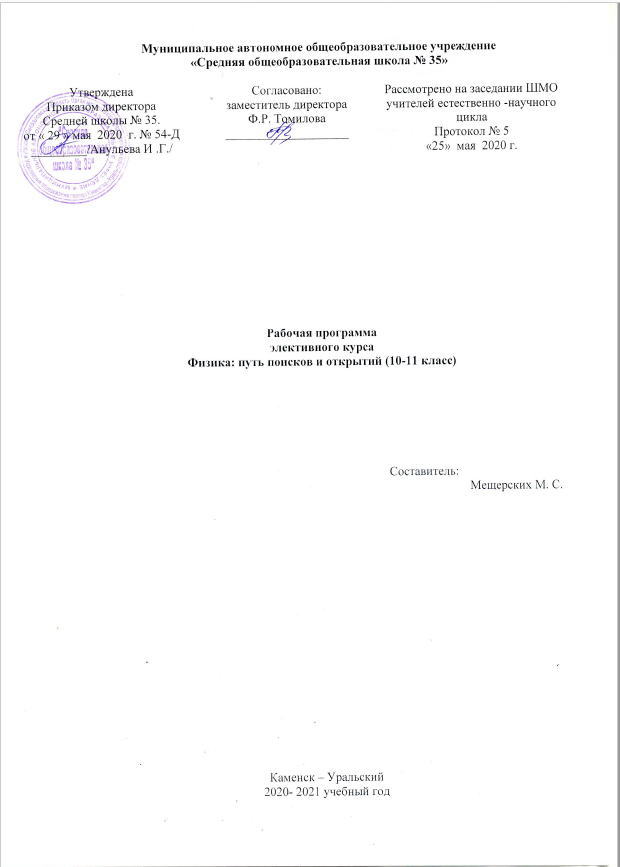 Муниципальное автономное общеобразовательное учреждение
«Средняя общеобразовательная школа № 35»
Утверждена
Приказом директора
Средней школы № 35.
от « 29 » мая 2020 г. № 54-Д
/Анульева И .Г./
Согласовано:
заместитель директора
Ф.Р. Томилова
Рассмотрено на заседании ШМО
учителей естественно -научного
цикла
Протокол № 5
«25» мая 2020 г.
школа № 35"
Рабочая программа
элективного курса
Физика: путь поисков и открытий (10-11 класс)
Составитель:
Мещерских М. С.
Каменск – Уральский
2020- 2021 учебный год